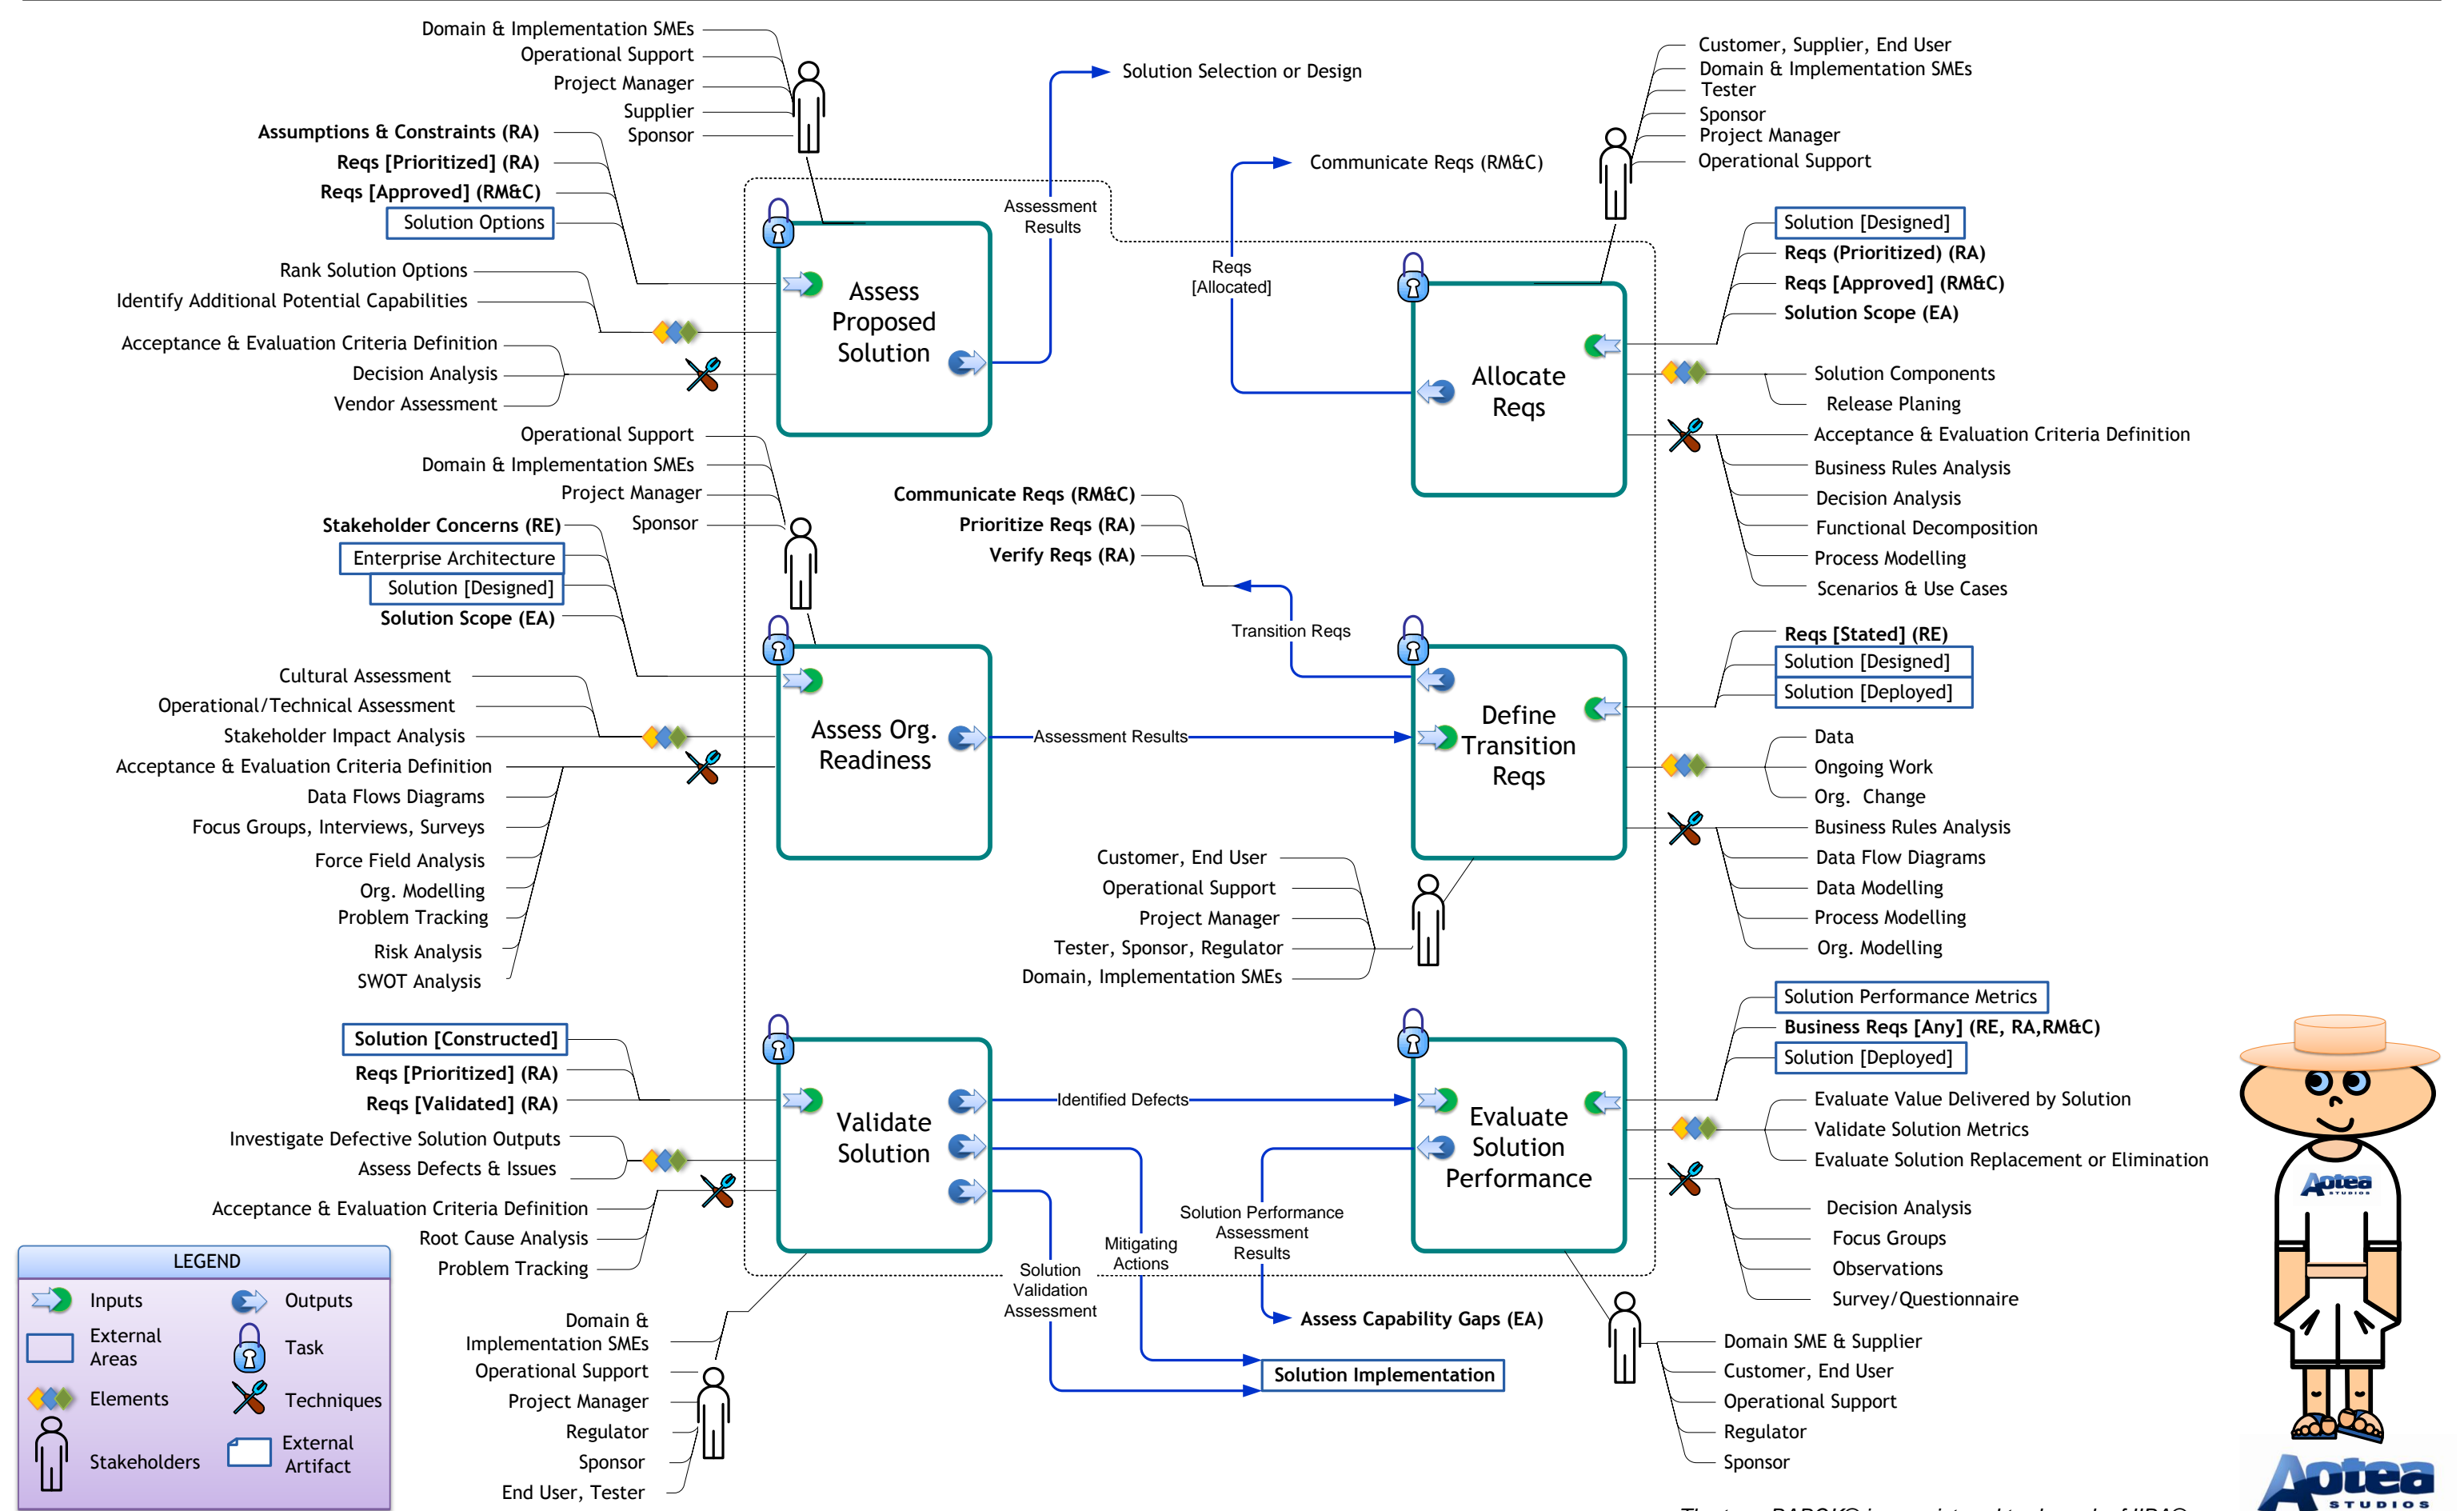 Domain & Implementation SMEs
Operational Support
Project Manager
Supplier
Sponsor
Assumptions & Constraints (RA)
Reqs [Prioritized] (RA)
Reqs [Approved] (RM&C)
Solution Options
Rank Solution Options
Identify Additional Potential Capabilities
Acceptance & Evaluation Criteria Definition
Decision Analysis
Vendor Assessment
Assess
Proposed
Solution
Assessment
Results
Solution Selection or Design
Communicate Reqs (RM&C)
Reqs
[Allocated]
Customer, Supplier, End User
Domain & Implementation SMEs
Tester
Sponsor
Project Manager
Operational Support
Allocate
Reqs
Solution [Designed]
Reqs (Prioritized) (RA)
Reqs [Approved] (RM&C)
Solution Scope (EA)
Solution Components
Release Planing
Acceptance & Evaluation Criteria Definition
Business Rules Analysis
Decision Analysis
Functional Decomposition
Process Modelling
Scenarios & Use Cases
Operational Support
Domain & Implementation SMEs
Project Manager
Sponsor
Stakeholder Concerns (RE)
Enterprise Architecture
Solution [Designed]
Solution Scope (EA)
Cultural Assessment
Operational/Technical Assessment
Stakeholder Impact Analysis
Acceptance & Evaluation Criteria Definition
Data Flows Diagrams
Focus Groups, Interviews, Surveys
Force Field Analysis
Org. Modelling
Problem Tracking
Risk Analysis
SWOT Analysis
Assess Org.
Readiness
Assessment Results
Communicate Reqs (RM&C)
Prioritize Reqs (RA)
Verify Reqs (RA)
Transition Reqs
Define
Transition
Reqs
Reqs [Stated] (RE)
Solution [Designed]
Solution [Deployed]
Data
Ongoing Work
Org.  Change
Business Rules Analysis
Data Flow Diagrams
Data Modelling
Process Modelling
Org. Modelling
Customer, End User
Operational Support
Project Manager
Tester, Sponsor, Regulator
Domain, Implementation SMEs
Solution [Constructed]
Reqs [Prioritized] (RA)
Reqs [Validated] (RA)
Investigate Defective Solution Outputs
Assess Defects & Issues
Acceptance & Evaluation Criteria Definition
Root Cause Analysis
Problem Tracking
Validate
Solution
Identified Defects
Mitigating
Actions
Solution
Validation
Assessment
Solution Performance
Assessment
Results
Evaluate
Solution
Performance
Solution Performance Metrics
Business Reqs [Any] (RE, RA,RM&C)
Solution [Deployed]
Evaluate Value Delivered by Solution
Validate Solution Metrics
Evaluate Solution Replacement or Elimination
Decision Analysis
Focus Groups
Observations
Survey/Questionnaire
Assess Capability Gaps (EA)
Solution Implementation
Domain &
Implementation SMEs
Operational Support
Project Manager
Regulator
Sponsor
End User, Tester
Domain SME & Supplier
Customer, End User
Operational Support
Regulator
Sponsor
LEGEND
Inputs
Outputs
External
Areas
Task
Elements
Techniques
Stakeholders
External
Artifact
Aotea
STUDIOS
Aotea
STUDIOS